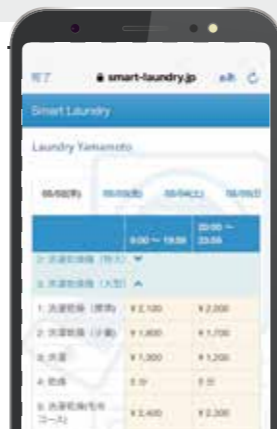 完了 smart-laundry.jp ぁあ
Smart Laundry
Laundry Yamamoto
9:00～19:59 20:00～
23:59
2: 洗濯乾燥機（特大）
3: 洗濯乾燥機（大型）
1: 洗濯乾燥（標準） ￥2,100 ￥2,000
2: 洗濯乾燥（少量） ￥1,800 ￥1,700
3: 洗濯 ￥1,300 ￥1,200
4: 乾燥
5: 洗濯乾燥(毛布
コース) ￥2,400 ￥2,300